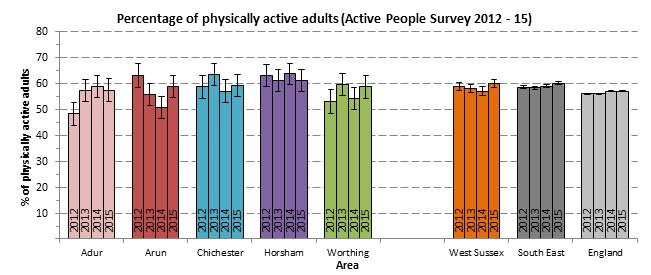 Percentage of physically active adults (Active People Survey 2012 - 15)
% of physically active adults
80
70
60
50
40
30
20
10
2012 2013 2014 2015 2012 2013 2014 2015 2012 2013 2014 2015 2012 2013 2014 2015 2012 2013 2014 2015 2012 2013 2014 2015 2012 2013 2014 2015 2012 2013 2014 2015
Adur Arun Chichester Horsham Worthing West Sussex South East England
Area